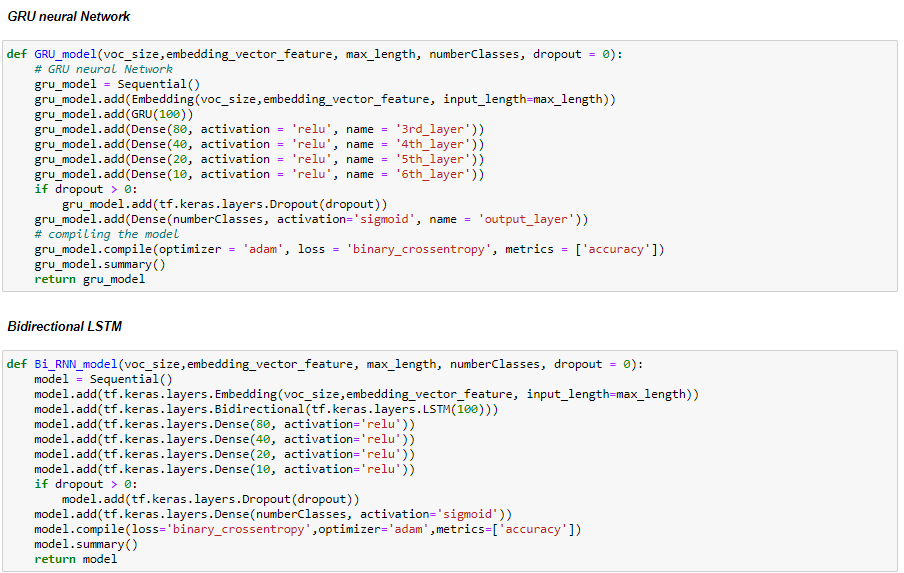 GRU neural Network
def GRU_model(voc_size,embedding_vector_feature, max_length, numberClasses, dropout = 0):
    # GRU neural Network
    gru_model = Sequential()
    gru_model.add(Embedding(voc_size,embedding_vector_feature, input_length=max_length))
    gru_model.add(GRU(100))
    gru_model.add(Dense(80, activation = 'relu', name = '3rd_layer'))
    gru_model.add(Dense(40, activation = 'relu', name = '4th_layer'))
    gru_model.add(Dense(20, activation = 'relu', name = '5th_layer'))
    gru_model.add(Dense(10, activation = 'relu', name = '6th_layer'))
    if dropout > 0:
        gru_model.add(tf.keras.layers.Dropout(dropout))
    gru_model.add(Dense(numberClasses, activation='sigmoid', name = 'output_layer'))
    # compiling the model
    gru_model.compile(optimizer = 'adam', loss = 'binary_crossentropy', metrics = ['accuracy'])
    gru_model.summary()
    return gru_model
Bidirectional LSTM
def Bi_RNN_model(voc_size,embedding_vector_feature, max_length, numberClasses, dropout = 0):
    model = Sequential()
    model.add(tf.keras.layers.Embedding(voc_size,embedding_vector_feature, input_length=max_length))
    model.add(tf.keras.layers.Bidirectional(tf.keras.layers.LSTM(100)))
    model.add(tf.keras.layers.Dense(80, activation='relu'))
    model.add(tf.keras.layers.Dense(40, activation='relu'))
    model.add(tf.keras.layers.Dense(20, activation='relu'))
    model.add(tf.keras.layers.Dense(10, activation='relu'))
    if dropout > 0:
        model.add(tf.keras.layers.Dropout(dropout))
    model.add(tf.keras.layers.Dense(numberClasses, activation='sigmoid'))
    model.compile(loss='binary_crossentropy',optimizer='adam',metrics=['accuracy'])
    model.summary()
    return model